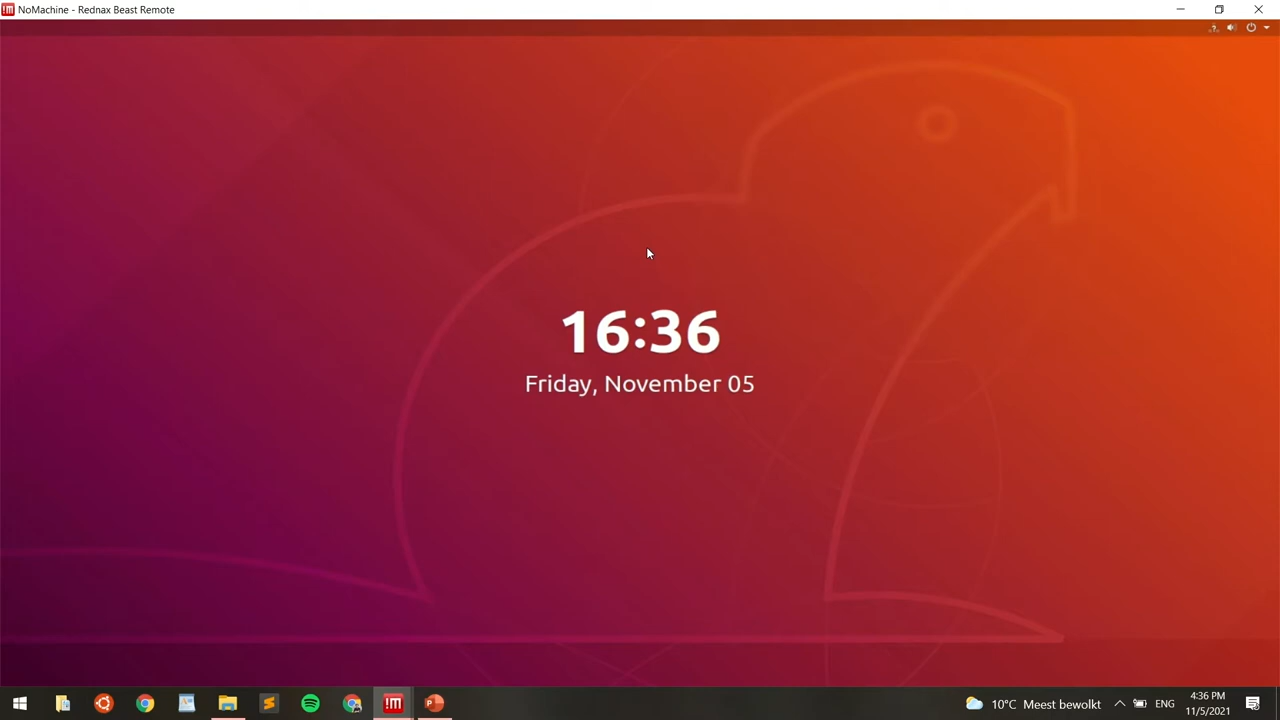 NoMachine - Rednax Beast Remote
16:36
Friday, November 05
10°C Meest bewolkt
ENG
4:36 PM
11/5/2021